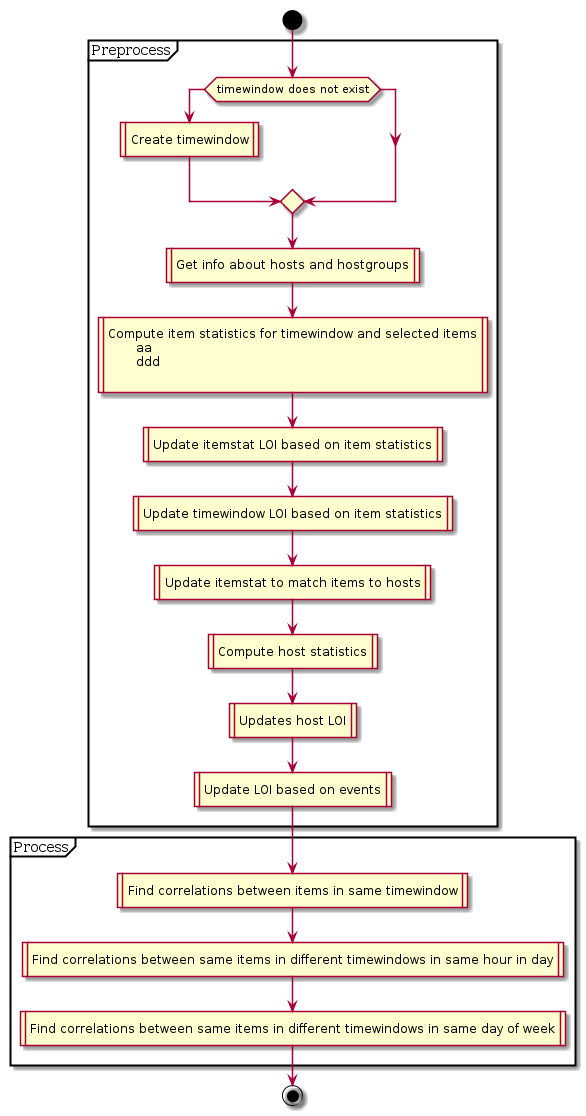 Preprocess
timewindow does not exist
Create timewindow
Get info about hosts and hostgroups
Compute item statistics for timewindow and selected items
aa
ddd
Update itemstat LOI based on item statistics
Update timewindow LOI based on item statistics
Update itemstat to match items to hosts
Compute host statistics
Updates host LOI
Update LOI based on events
Process
Find correlations between items in same timewindow
Find correlations between same items in different timewindows in same hour in day
Find correlations between same items in different timewindows in same day of week